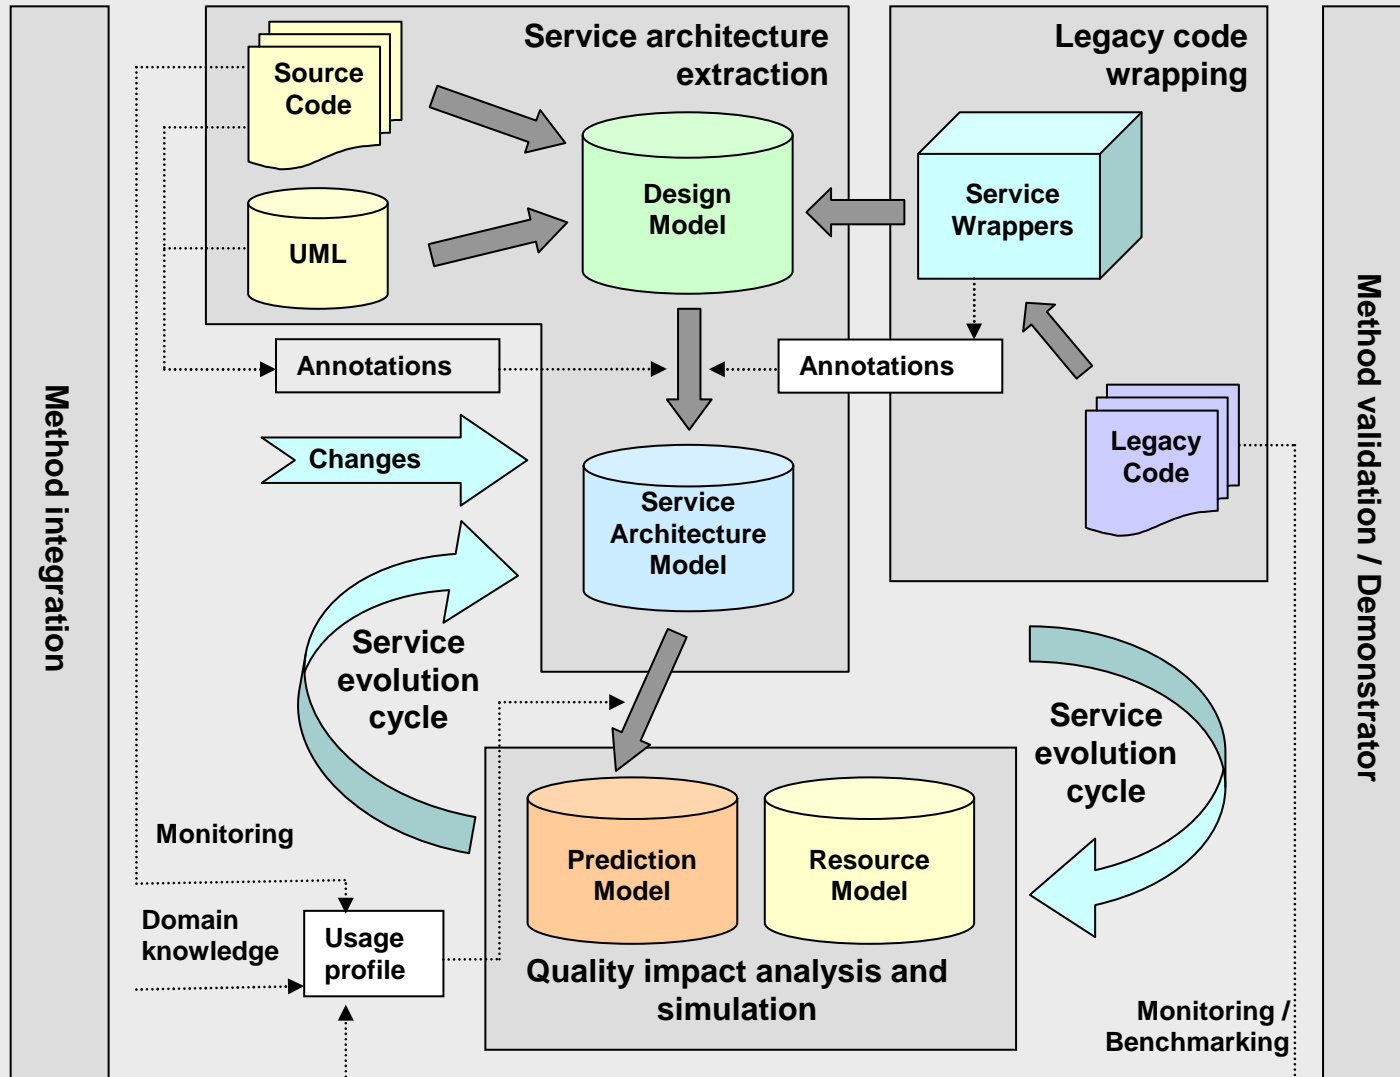 Service architecture
extraction
Legacy code
wrapping
Source
Code
Design
Model
Service
Wrappers
UML
Annotations
Annotations
Changes
Legacy
Code
Service
Architecture
Model
Method integration
Method validation / Demonstrator
Service
evolution
cycle
Service
evolution
cycle
Monitoring
Prediction
Model
Resource
Model
Domain
knowledge
Usage
profile
Quality impact analysis and
simulation
Monitoring /
Benchmarking